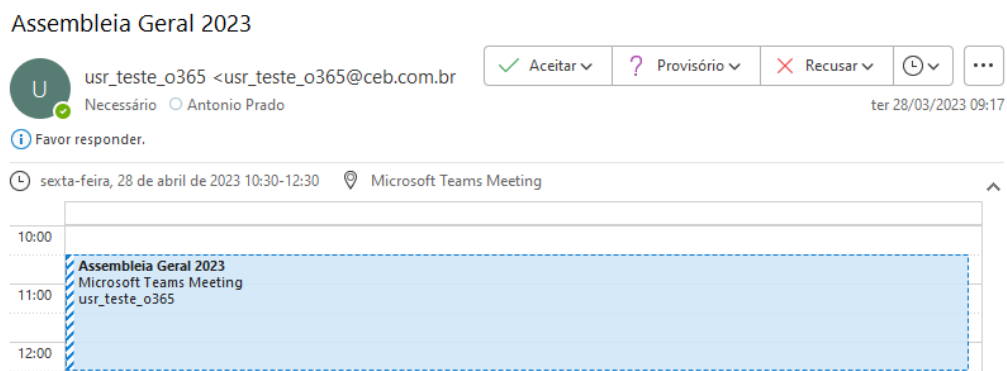 Assembleia Geral 2023
U
usr_teste_o365 <usr_teste_o365@ceb.com.br
Aceitar
? Provisório
Recusar
...
Necessário Antonio Prado
ter 28/03/2023 09:17
i Favor responder.
sexta-feira, 28 de abril de 2023 10:30-12:30 Microsoft Teams Meeting
10:00
Assembleia Geral 2023
Microsoft Teams Meeting
11:00 usr_teste_o365
12:00